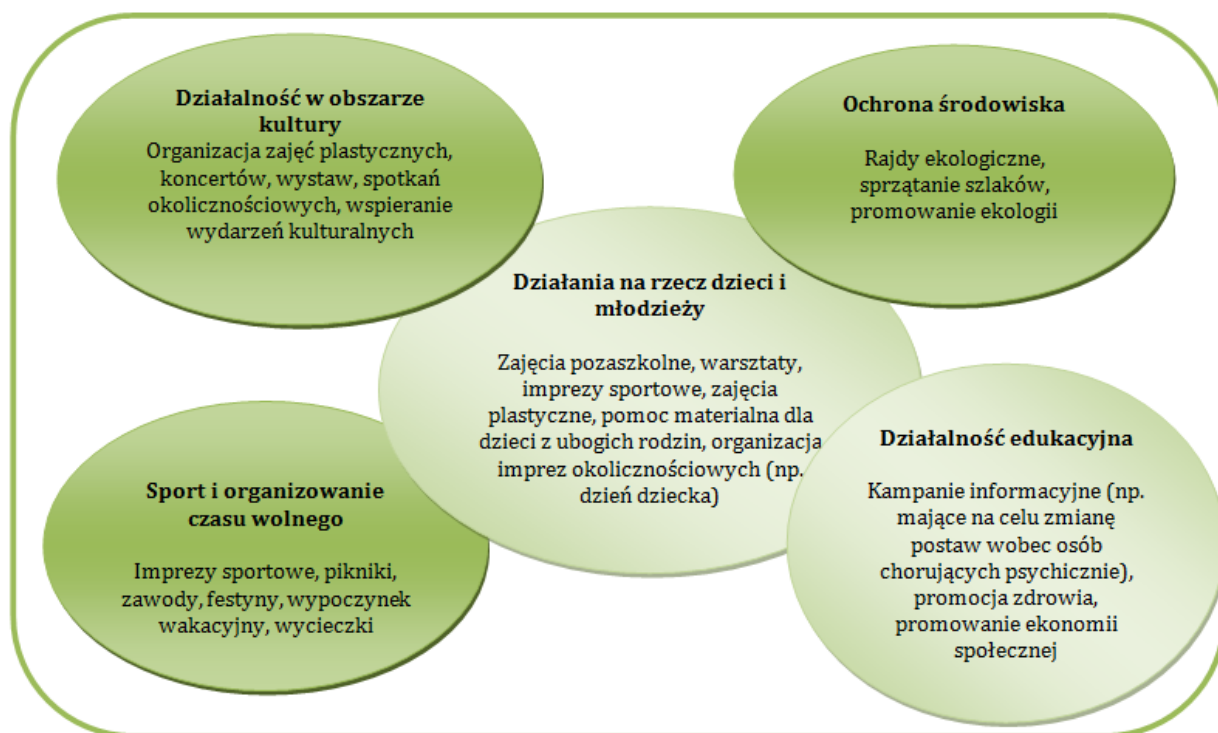 Działalność w obszarze
kultury
Organizacja zajęć plastycznych,
koncertów, wystaw, spotkań
okolicznościowych, wspieranie
wydarzeń kulturalnych
Ochrona środowiska
Rajdy ekologiczne,
sprzątanie szlaków,
promowanie ekologii
Działania na rzecz dzieci i
młodzieży
Zajęcia pozaszkolne, warsztaty,
imprezy sportowe, zajęcia
plastyczne, pomoc materialna dla
dzieci z ubogich rodzin, organizacja
imprez okolicznościowych (np.
dzień dziecka)
Sport i organizowanie
czasu wolnego
Imprezy sportowe, pikniki,
zawody, festyny, wypoczynek
wakacyjny, wycieczki
Działalność edukacyjna
Kampanie informacyjne (np.
mające na celu zmianę
postaw wobec osób
chorujących psychicznie),
promocja zdrowia,
promowanie ekonomii
społecznej